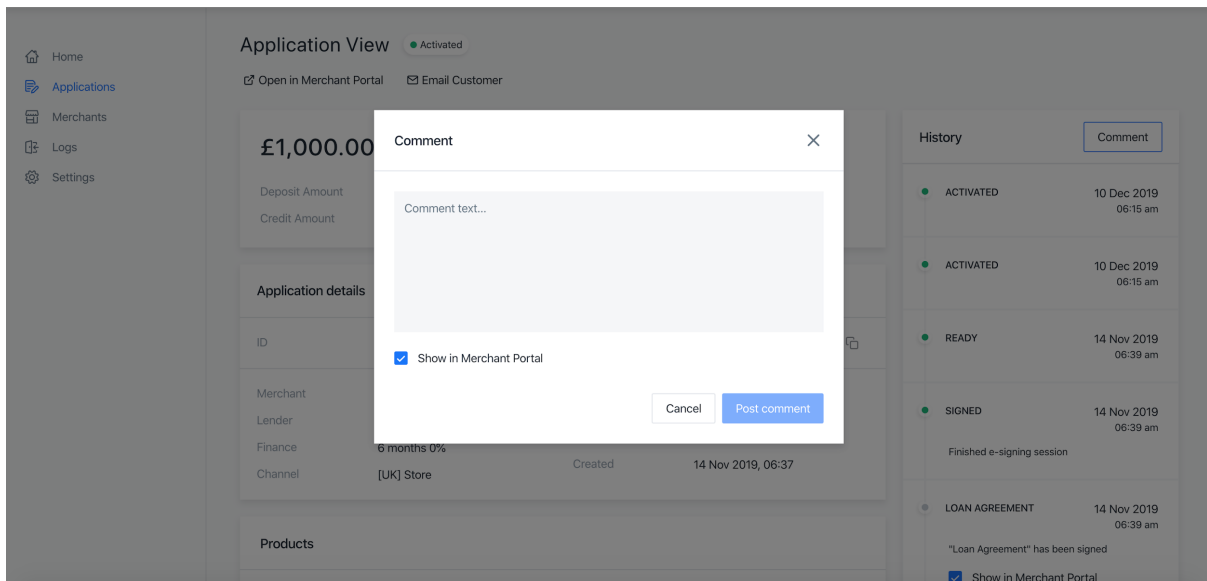 Home
Applications
Merchants
Logs
Settings
Application View
Activated
Open in Merchant Portal
Email Customer
£1,000.00
Deposit Amount
Credit Amount
Application details
ID
Merchant
Lender
Finance
6 months 0%
Channel
[UK] Store
Created
14 Nov 2019, 06:37
Products
Comment
Comment text...
Show in Merchant Portal
Cancel
Post comment
History
Comment
ACTIVATED
10 Dec 2019
06:15 am
ACTIVATED
10 Dec 2019
06:15 am
READY
14 Nov 2019
06:39 am
SIGNED
14 Nov 2019
06:39 am
Finished e-signing session
LOAN AGREEMENT
14 Nov 2019
06:39 am
"Loan Agreement" has been signed
Show in Merchant Portal